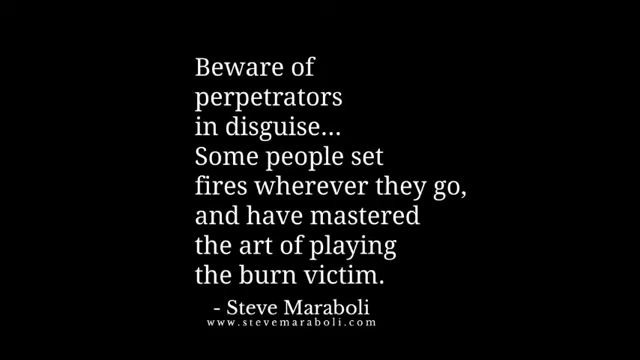 Beware of
perpetrators
in disguise...
Some people set
fires wherever they go,
and have mastered
the art of playing
the burn victim.
- Steve Maraboli
www.stevemaraboli.com